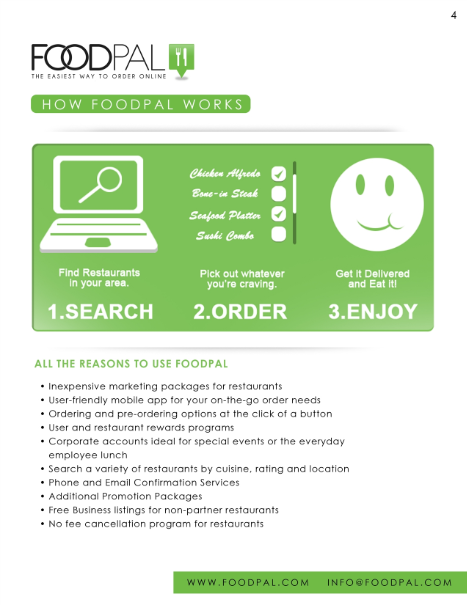 4
FOODPAL
THE EASIEST WAY TO ORDER ONLINE
HOW FOODPAL WORKS
Chicken Alfredo
Bone-in Steak
Seafood Platter
Sushi Combo
Find Restaurants
in your area.
1.SEARCH
Pick out whatever
you're craving.
2.ORDER
Get it Delivered
and Eat it!
3.ENJOY
ALL THE REASONS TO USE FOODPAL
• Inexpensive marketing packages for restaurants
• User-friendly mobile app for your on-the-go order needs
• Ordering and pre-ordering options at the click of a button
• User and restaurant rewards programs
• Corporate accounts ideal for special events or the everyday
employee lunch
• Search a variety of restaurants by cuisine, rating and location
• Phone and Email Confirmation Services
• Additional Promotion Packages
• Free Business listings for non-partner restaurants
• No fee cancellation program for restaurants
WWW.FOODPAL.COM INFO@FOODPAL.COM